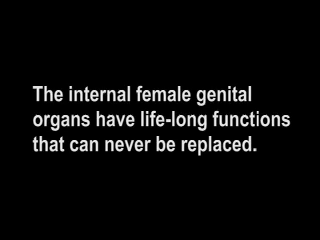 The internal female genital
organs have life-long functions
that can never be replaced.